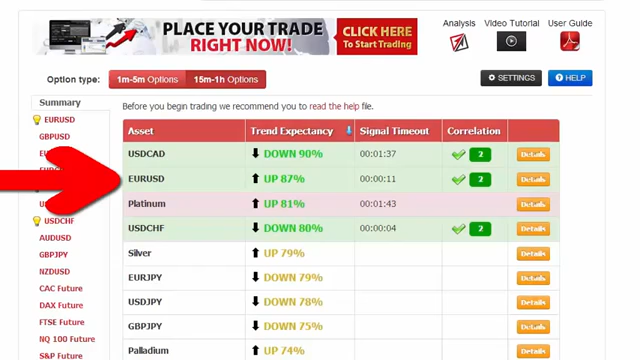 PLACE YOUR TRADE
RIGHT NOW!
CLICK HERE
To Start Trading
Analysis
Video Tutorial
User Guide
Option type:
1m-5m Options
15m-1h Options
SETTINGS
HELP
Summary
Before you begin trading we recommend you to read the help file.
EURUSD
GBPUSD
USDCHF
AUDUSD
GBPJPY
NZDUSD
CAC Future
DAX Future
FTSE Future
NQ 100 Future
S&P Future
Asset Trend Expectancy Signal Timeout Correlation
USDCAD DOWN 90% 00:01:37 2 Details
EURUSD UP 87% 00:00:11 2 Details
Platinum UP 81% 00:01:43 Details
USDCHF DOWN 80% 00:00:04 2 Details
Silver UP 79% Details
EURJPY DOWN 79% Details
USDJPY DOWN 78% Details
GBPJPY DOWN 75% Details
Palladium UP 74% Details